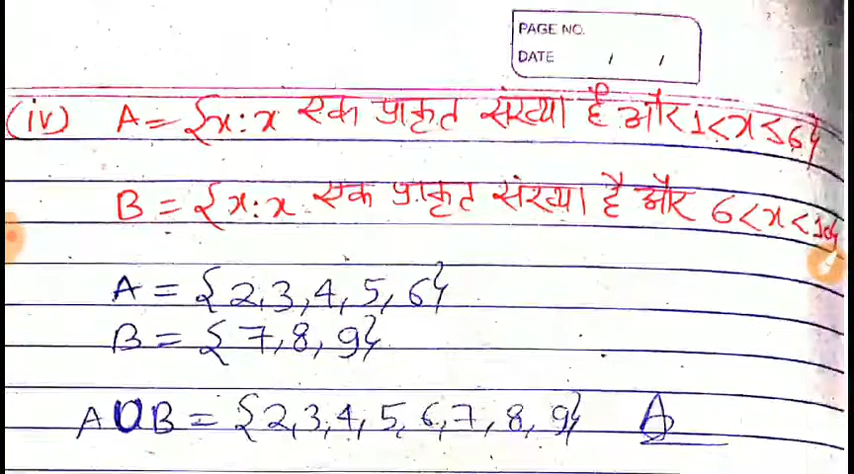 PAGE NO.
DATE / /
(iv) A = {x : x एक प्राकृत संख्या है और 1 < x ≤ 6}
B = {x : x एक प्राकृत संख्या है और 6 < x < 10}
A = {2, 3, 4, 5, 6}
B = {7, 8, 9}
A U B = {2, 3, 4, 5, 6, 7, 8, 9} A